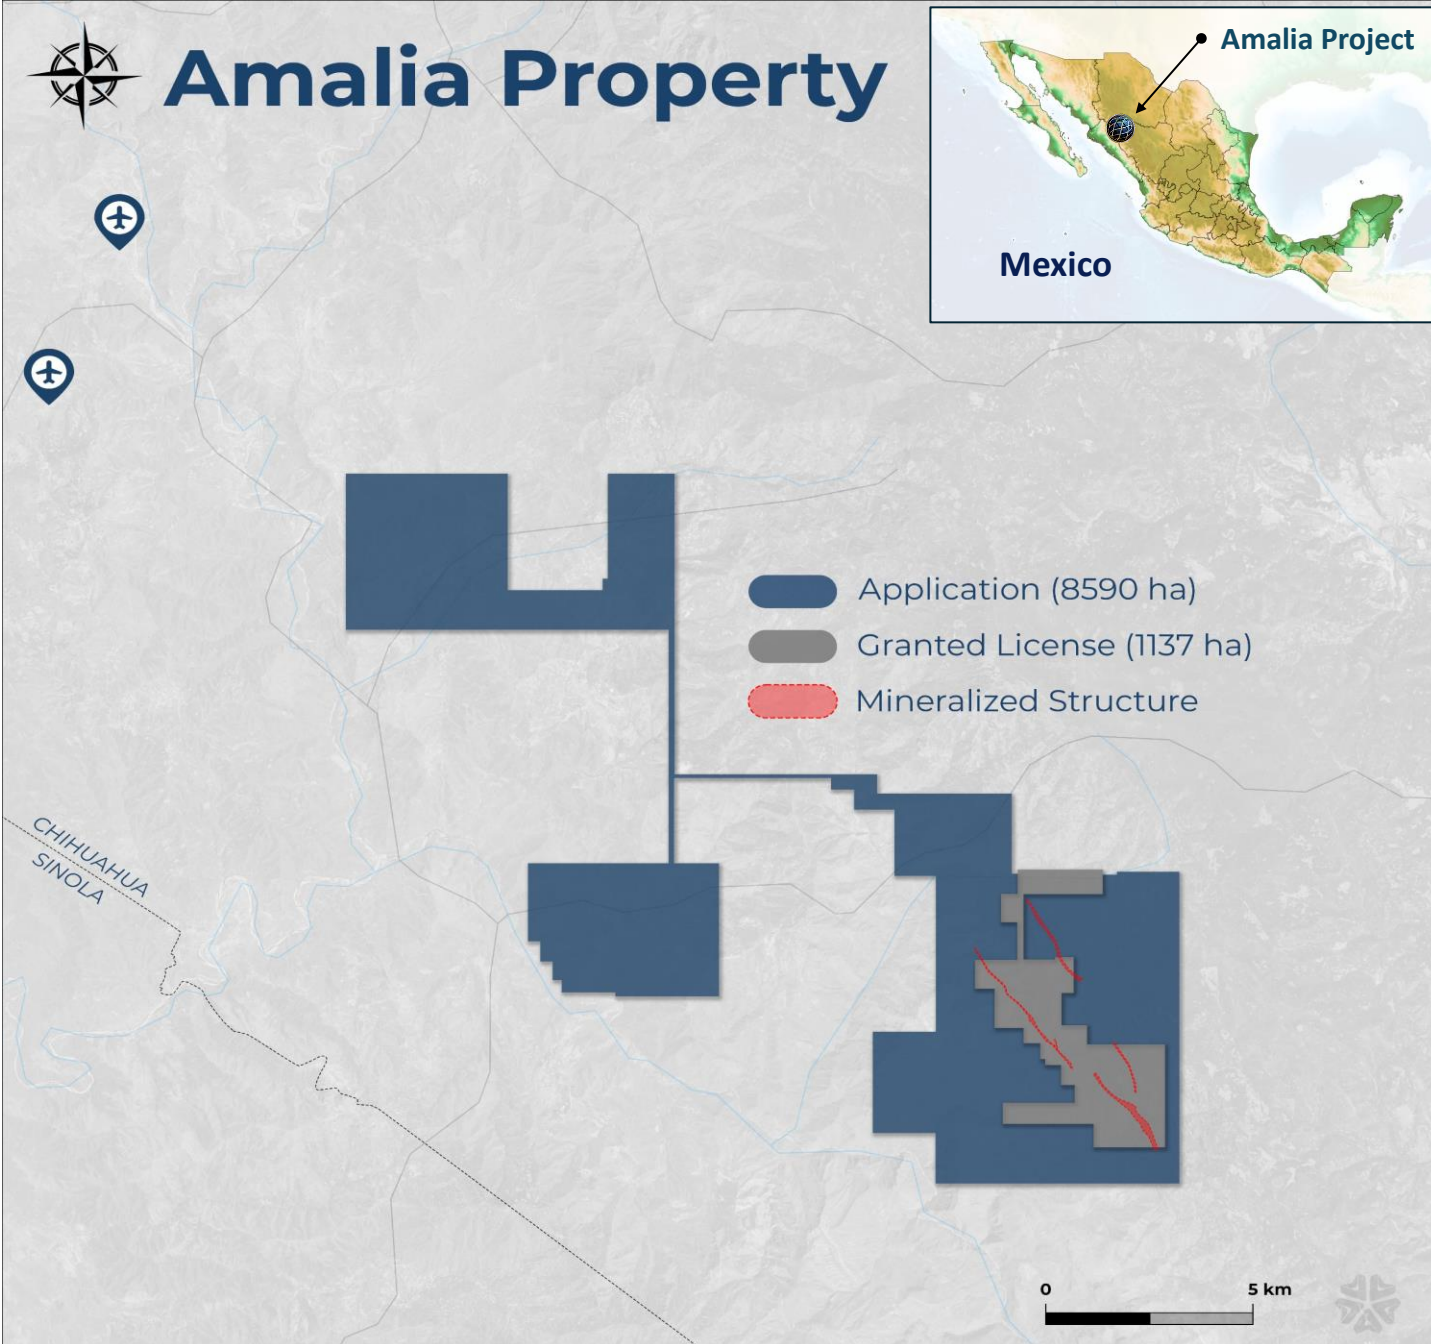 Amalia Property
Amalia Project
Mexico
Application (8590 ha)
Granted License (1137 ha)
Mineralized Structure
CHIHUAHUA
SINOLA
0 5 km